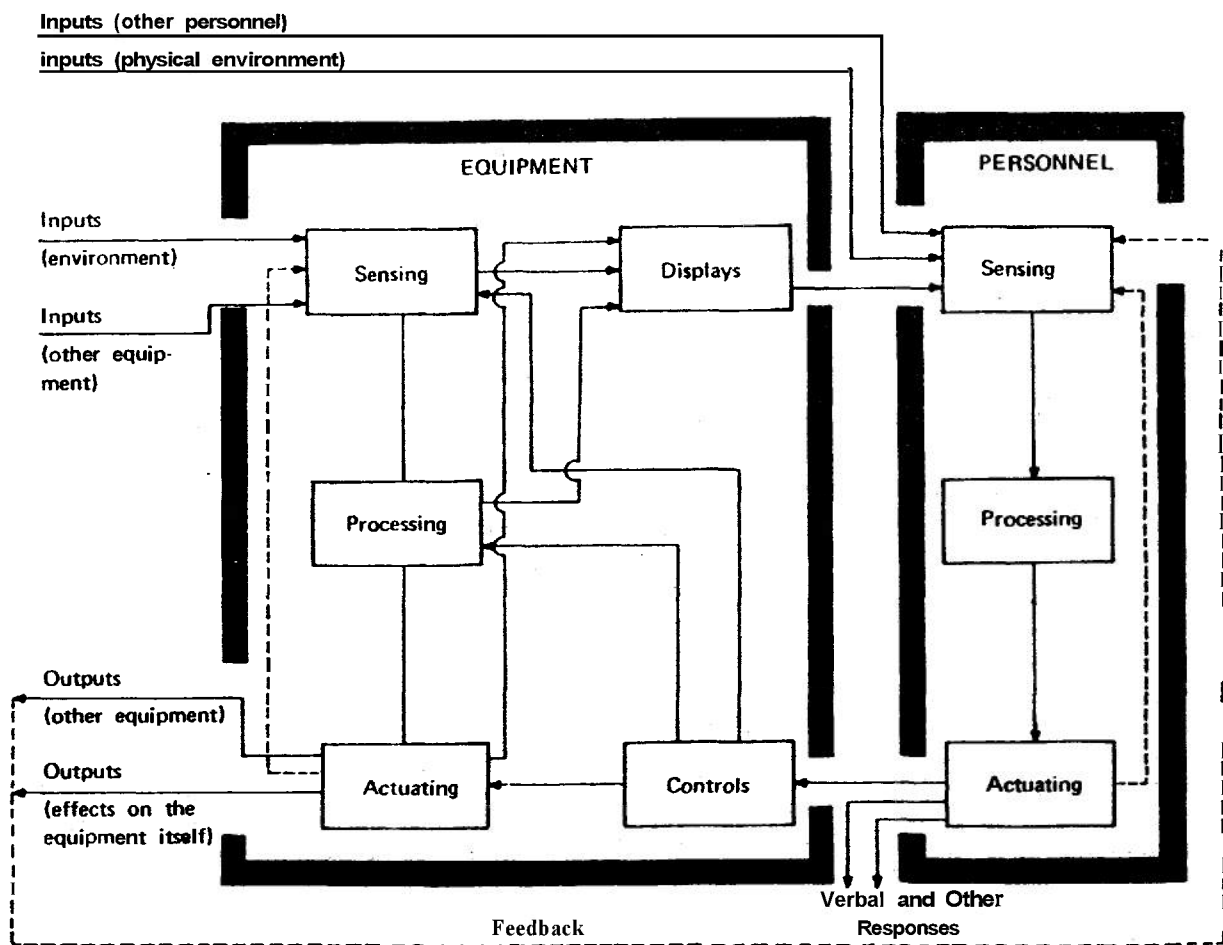 Inputs (other personnel)
inputs (physical environment)
EQUIPMENT
PERSONNEL
Inputs
(environment)
Sensing
Displays
Sensing
Inputs
(other equip-
ment)
Processing
Processing
Outputs
(other equipment)
Actuating
Controls
Actuating
Outputs
(effects on the
equipment itself)
Verbal and Other
Responses
Feedback